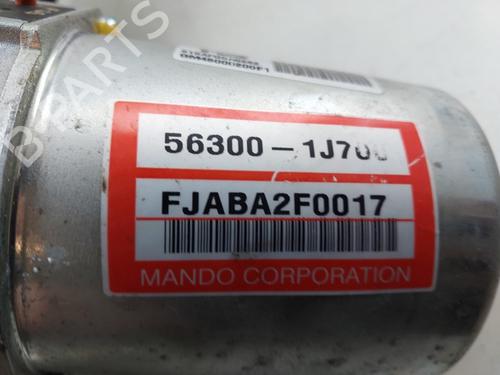 56300-1J70
FJABA2F0017
MANDO CORPORATION
B-PARTS